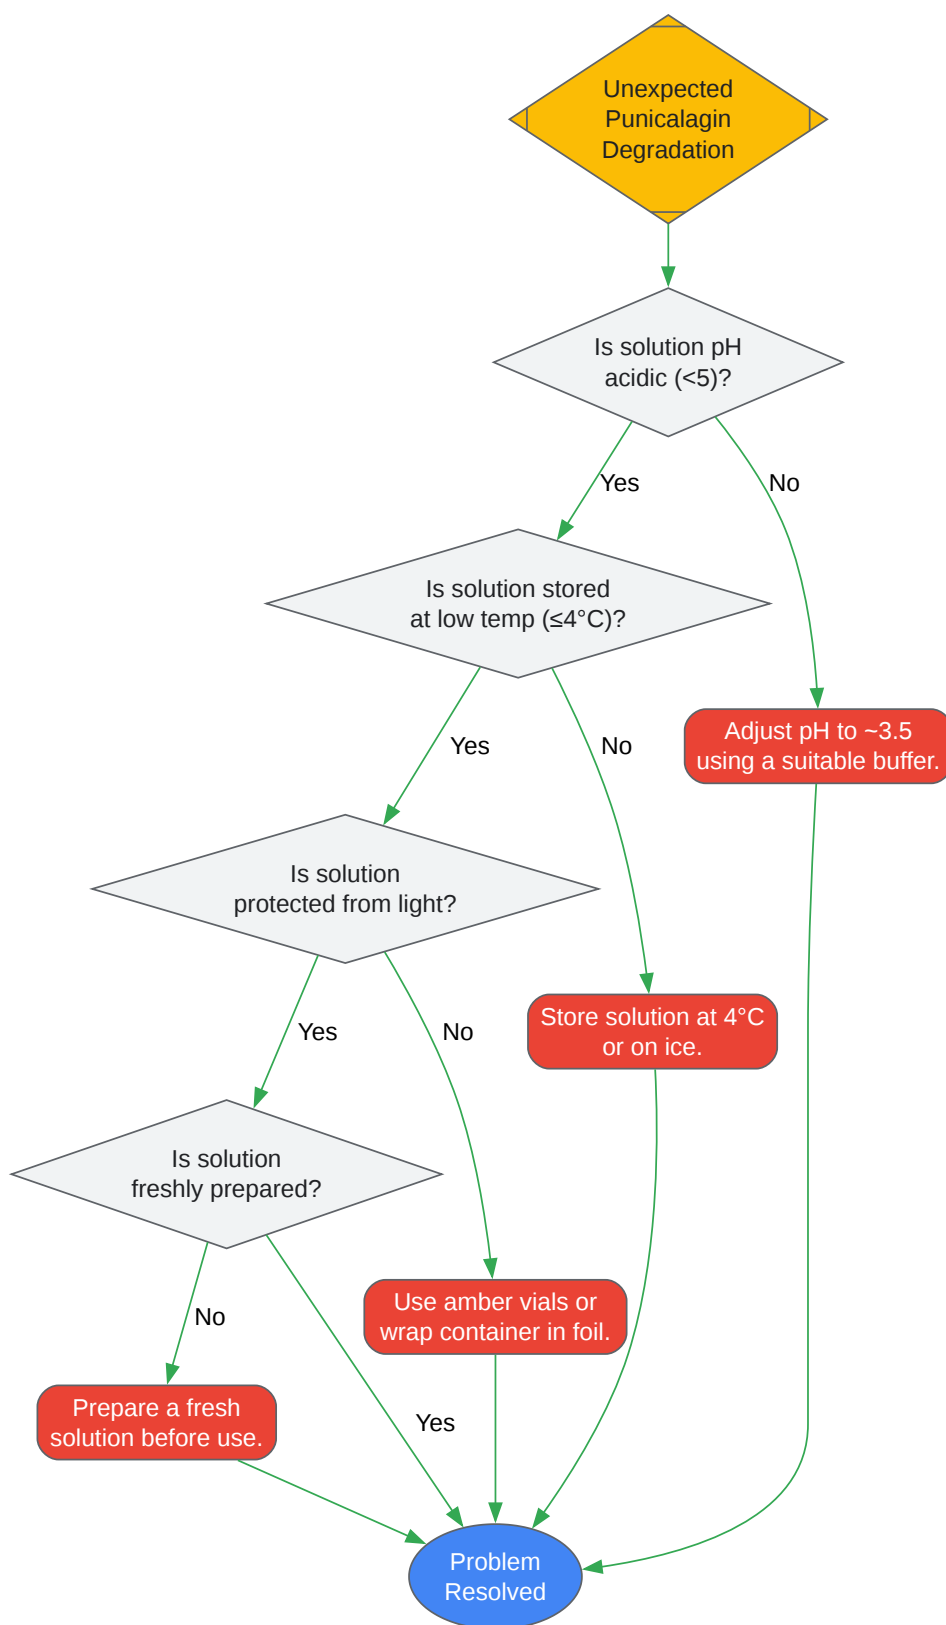 Unexpected
Punicalagin
Degradation
Is solution pH
acidic (<5)?
Yes
No
Is solution stored
at low temp (≤4°C)?
Adjust pH to ~3.5
using a suitable buffer.
Yes
No
Is solution
protected from light?
Store solution at 4°C
or on ice.
Yes
No
Is solution
freshly prepared?
Use amber vials or
wrap container in foil.
No
Yes
Prepare a fresh
solution before use.
Problem
Resolved